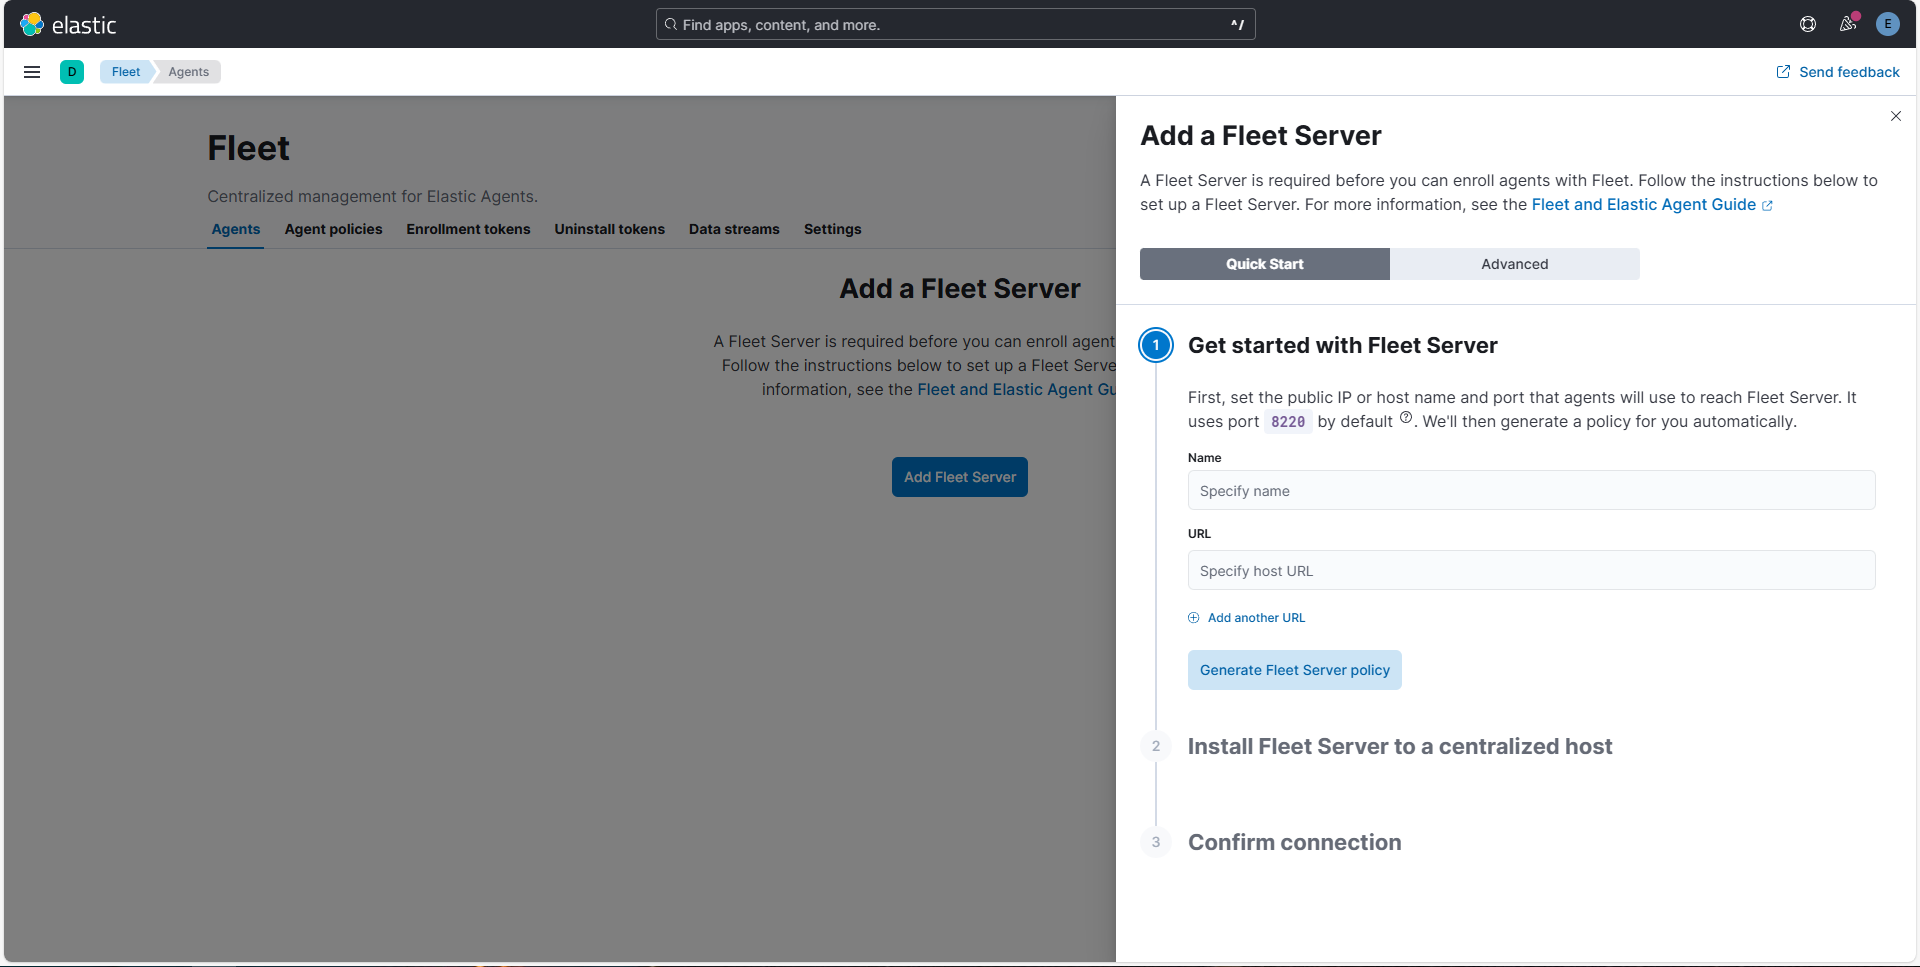 elastic
Find apps, content, and more.
^/
E
D
Fleet
Agents
Send feedback
Fleet
Centralized management for Elastic Agents.
Agents
Agent policies
Enrollment tokens
Uninstall tokens
Data streams
Settings
Add a Fleet Server
A Fleet Server is required before you can enroll agent
Follow the instructions below to set up a Fleet Serve
information, see the Fleet and Elastic Agent Gu
Add Fleet Server
Add a Fleet Server
A Fleet Server is required before you can enroll agents with Fleet. Follow the instructions below to
set up a Fleet Server. For more information, see the Fleet and Elastic Agent Guide
Quick Start
Advanced
1
Get started with Fleet Server
First, set the public IP or host name and port that agents will use to reach Fleet Server. It
uses port 8220 by default ?. We'll then generate a policy for you automatically.
Name
Specify name
URL
Specify host URL
Add another URL
Generate Fleet Server policy
2
Install Fleet Server to a centralized host
3
Confirm connection